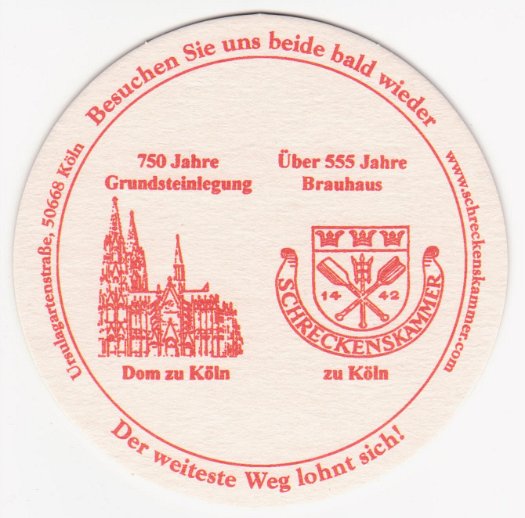 Besuchen Sie uns beide bald wieder
Ursulagartenstraße, 50668 Köln
www.schreckenskammer.com
750 Jahre
Grundsteinlegung
Über 555 Jahre
Brauhaus
14 42
SCHRECKENSKAMMER
Dom zu Köln
zu Köln
Der weiteste Weg lohnt sich!